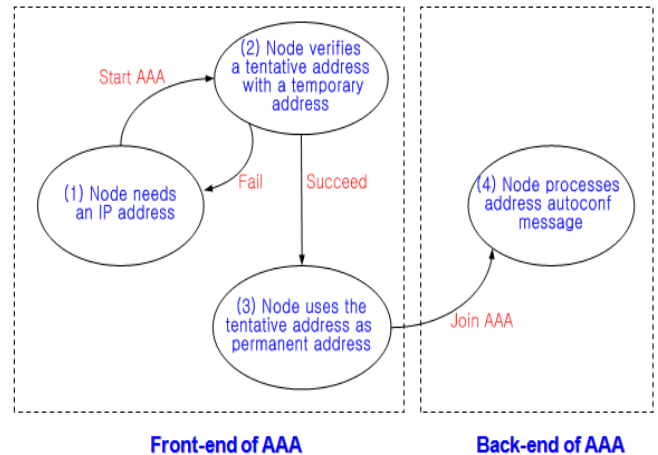 (2) Node verifies
a tentative address
with a temporary
address
Start AAA
(1) Node needs
an IP address
Fail
Succeed
(4) Node processes
address autoconf
message
(3) Node uses the
tentative address as
permanent address
Join AAA
Front-end of AAA
Back-end of AAA